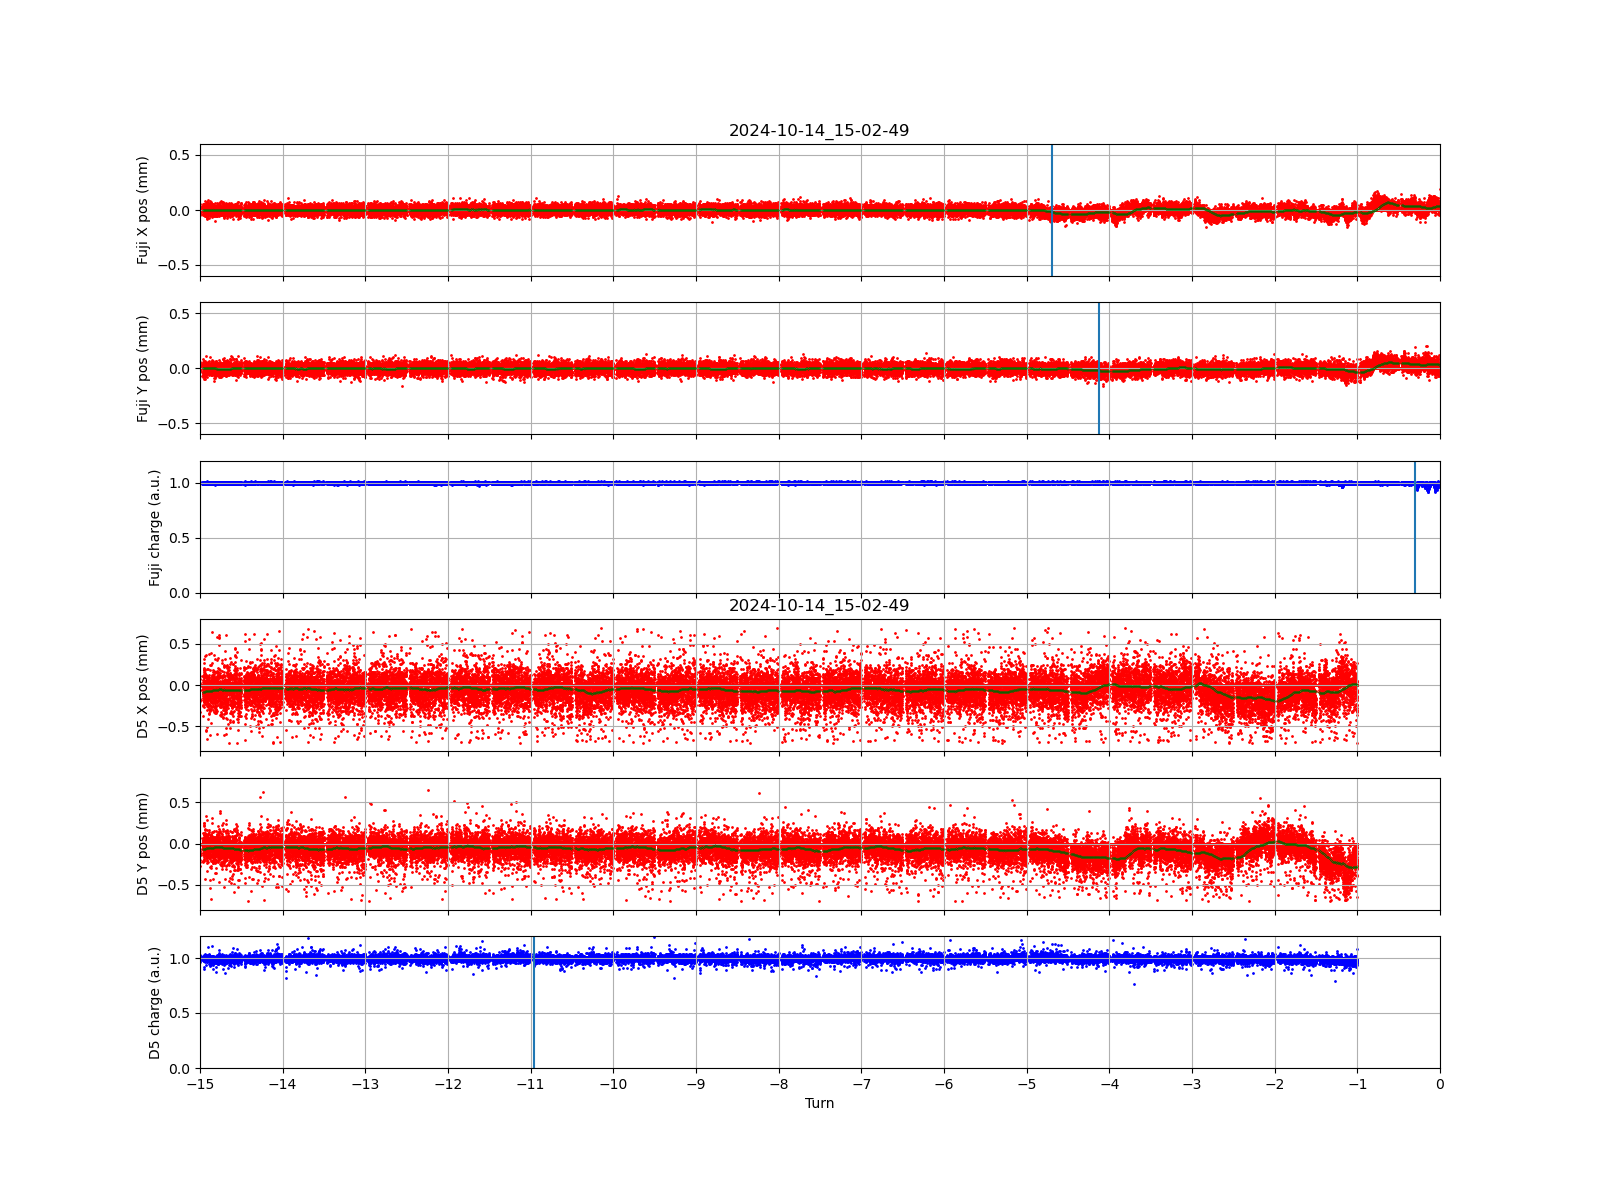 2024-10-14_15-02-49
Fuji X pos (mm)
0.5
0.0
−0.5
Fuji Y pos (mm)
0.5
0.0
−0.5
Fuji charge (a.u.)
1.0
0.5
0.0
2024-10-14_15-02-49
D5 X pos (mm)
0.5
0.0
−0.5
D5 Y pos (mm)
0.5
0.0
−0.5
D5 charge (a.u.)
1.0
0.5
0.0
−15 −14 −13 −12 −11 −10 −9 −8 −7 −6 −5 −4 −3 −2 −1 0
Turn